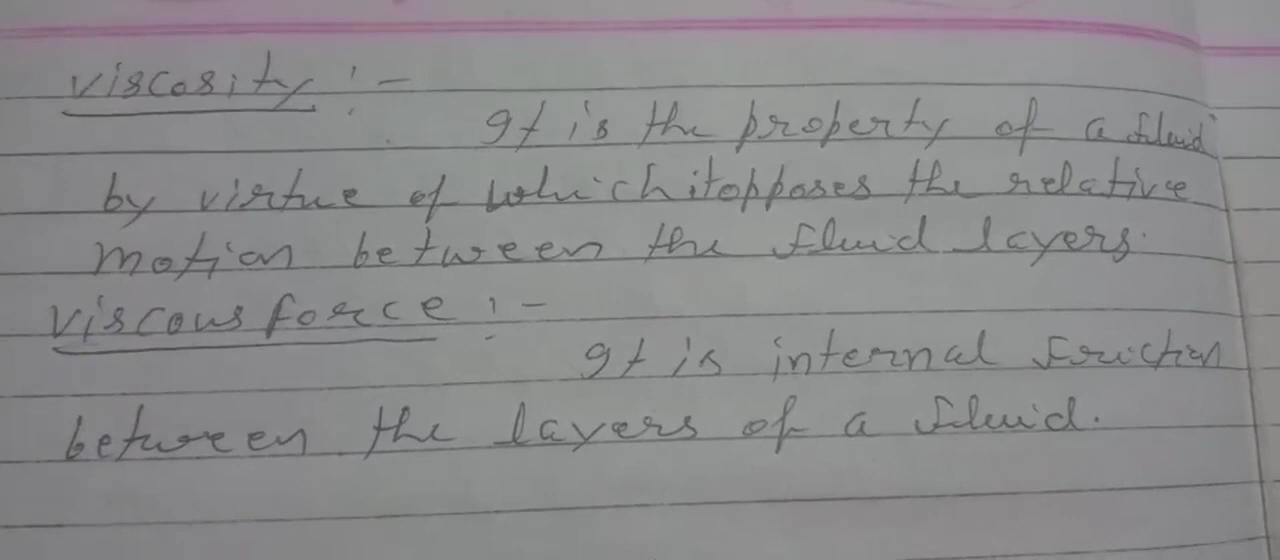 Viscosity :-
It is the property of a fluid
by virtue of which it opposes the relative
motion between the fluid layers.
Viscous force :-
It is internal friction
between the layers of a fluid.